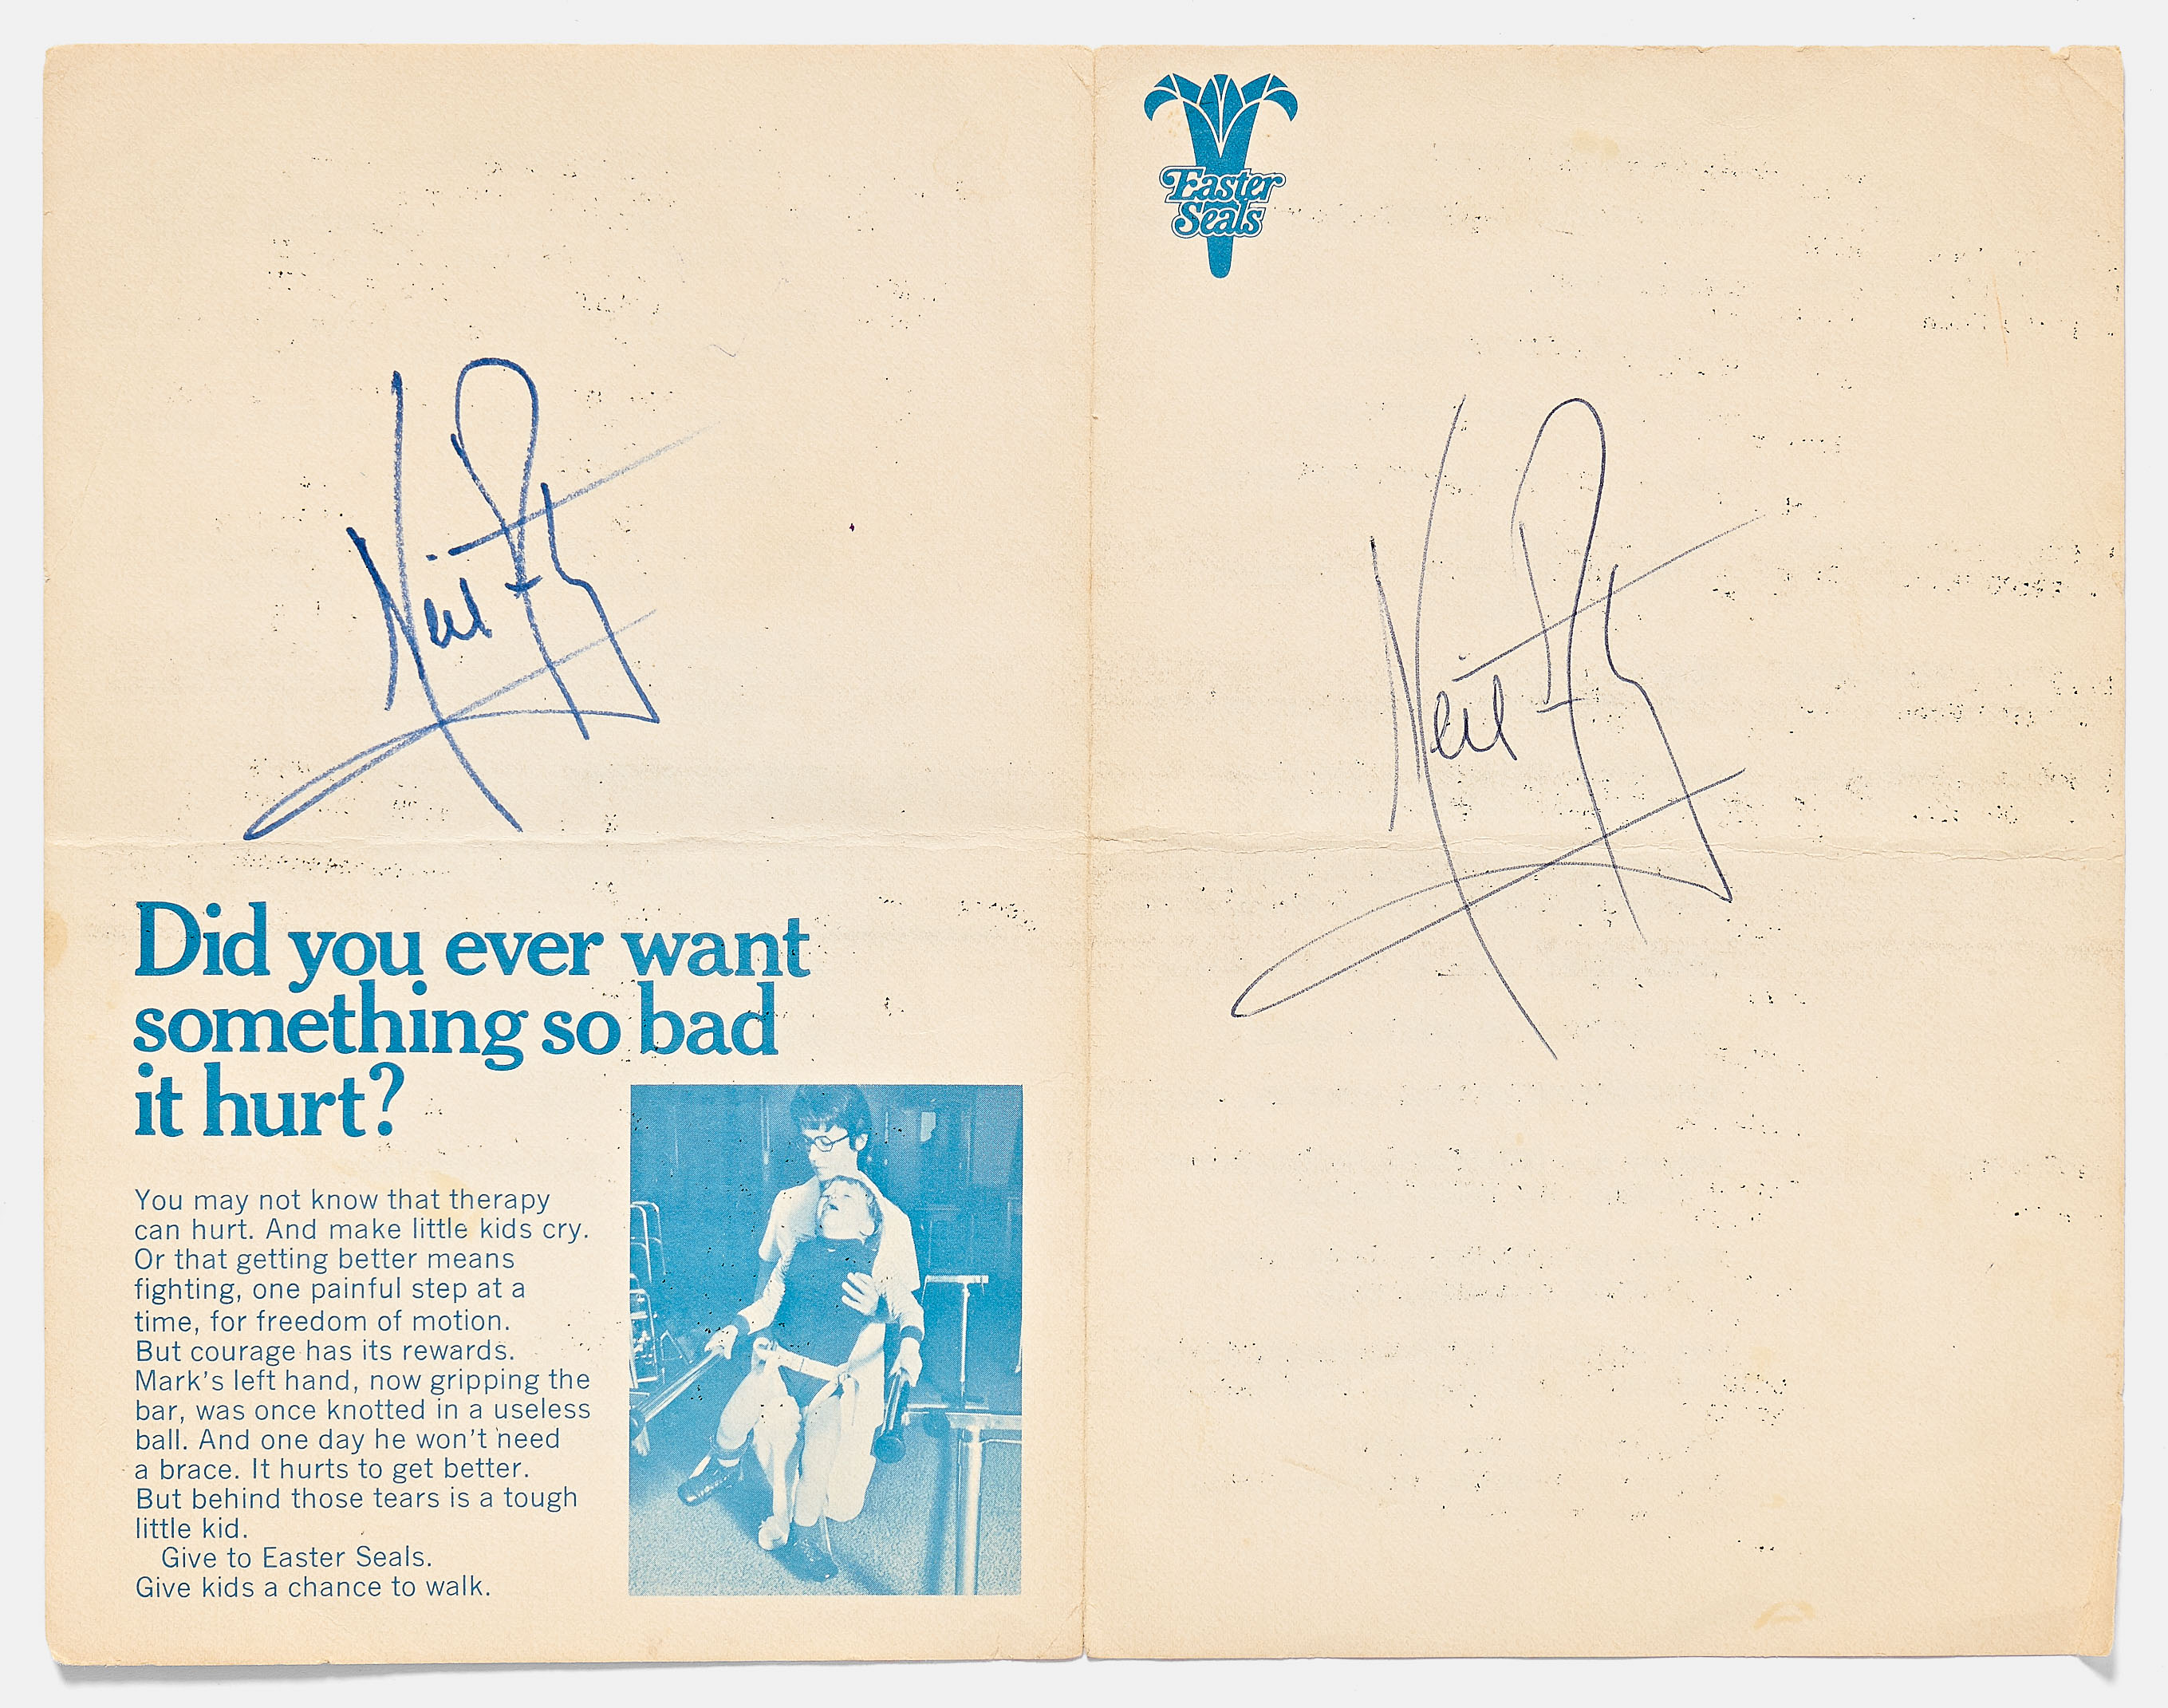 Neil
Did you ever want
something so bad
it hurt?
You may not know that therapy
can hurt. And make little kids cry.
Or that getting better means
fighting, one painful step at a
time, for freedom of motion.
But courage has its rewards.
Mark's left hand, now gripping the
bar, was once knotted in a useless
ball. And one day he won't need
a brace. It hurts to get better.
But behind those tears is a tough
little kid.
Give to Easter Seals.
Give kids a chance to walk.
Easter
Seals
Neil